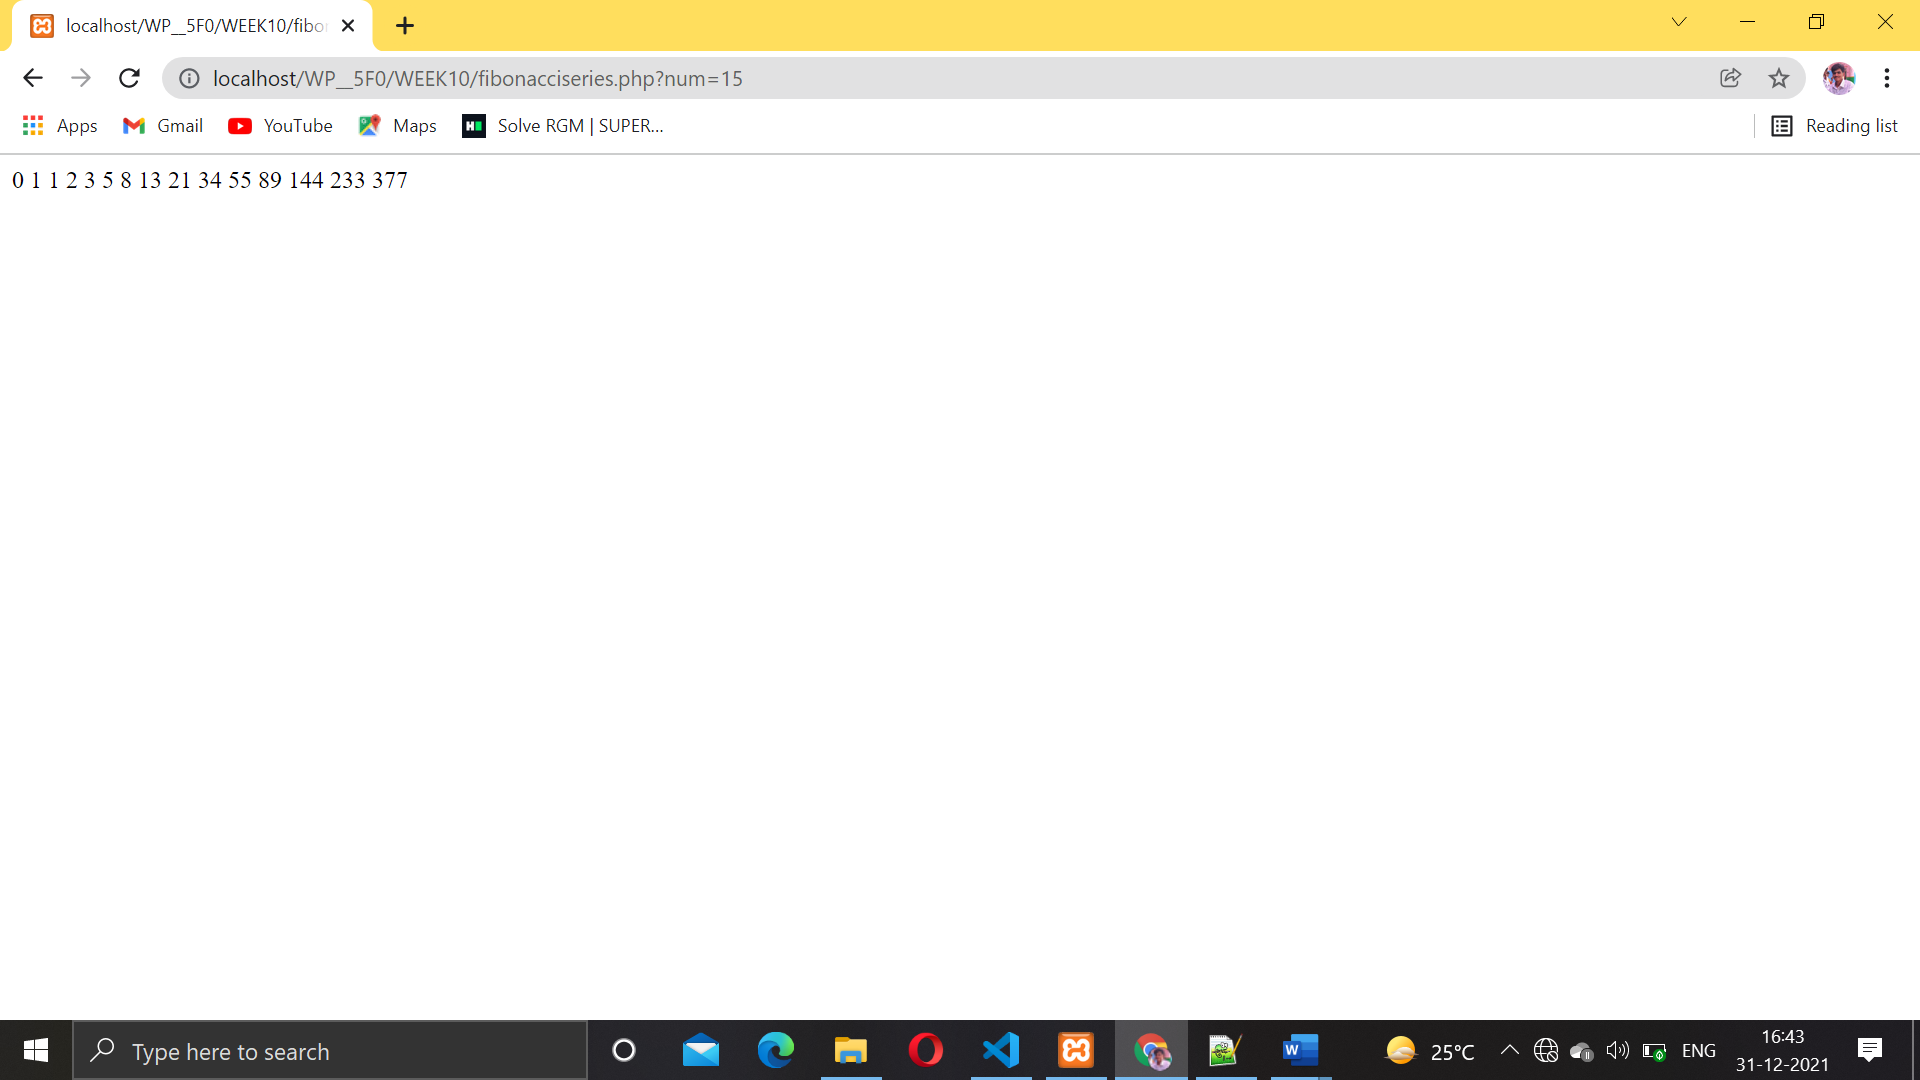 localhost/WP__5F0/WEEK10/fibo
localhost/WP__5F0/WEEK10/fibonacciseries.php?num=15
Apps Gmail YouTube Maps Solve RGM | SUPER... Reading list
0 1 1 2 3 5 8 13 21 34 55 89 144 233 377
Type here to search
W
25°C
ENG
16:43
31-12-2021